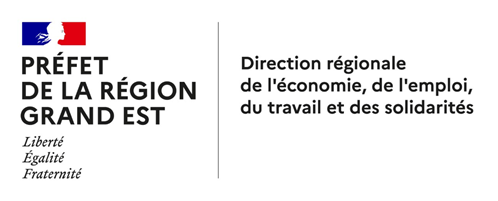 PRÉFET
DE LA RÉGION
GRAND EST
Liberté
Égalité
Fraternité
Direction régionale
de l'économie, de l'emploi,
du travail et des solidarités